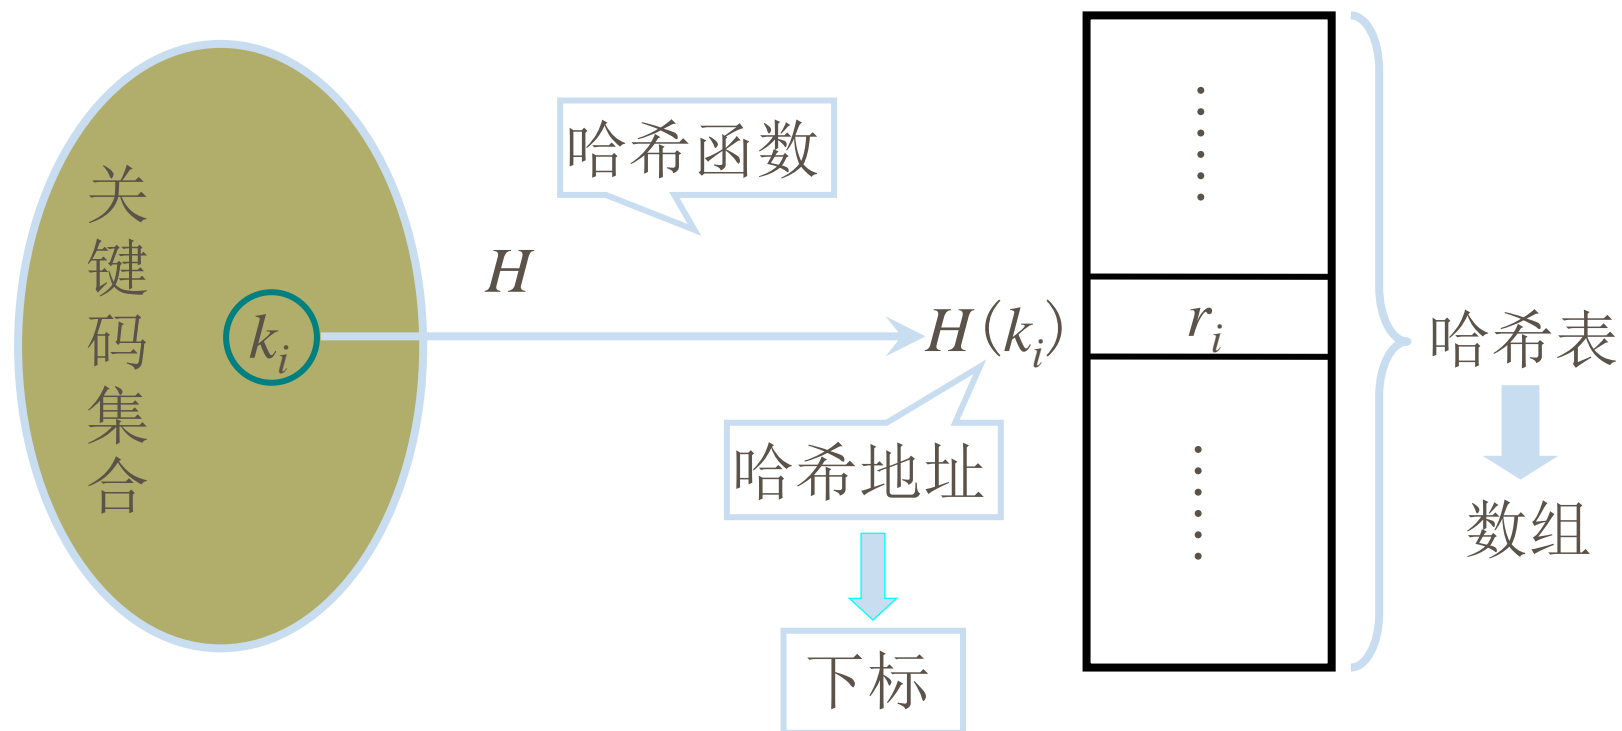 关键码集合
k_i
哈希函数
H
H(k_i)
哈希地址
下标
⋮
r_i
⋮
哈希表
数组